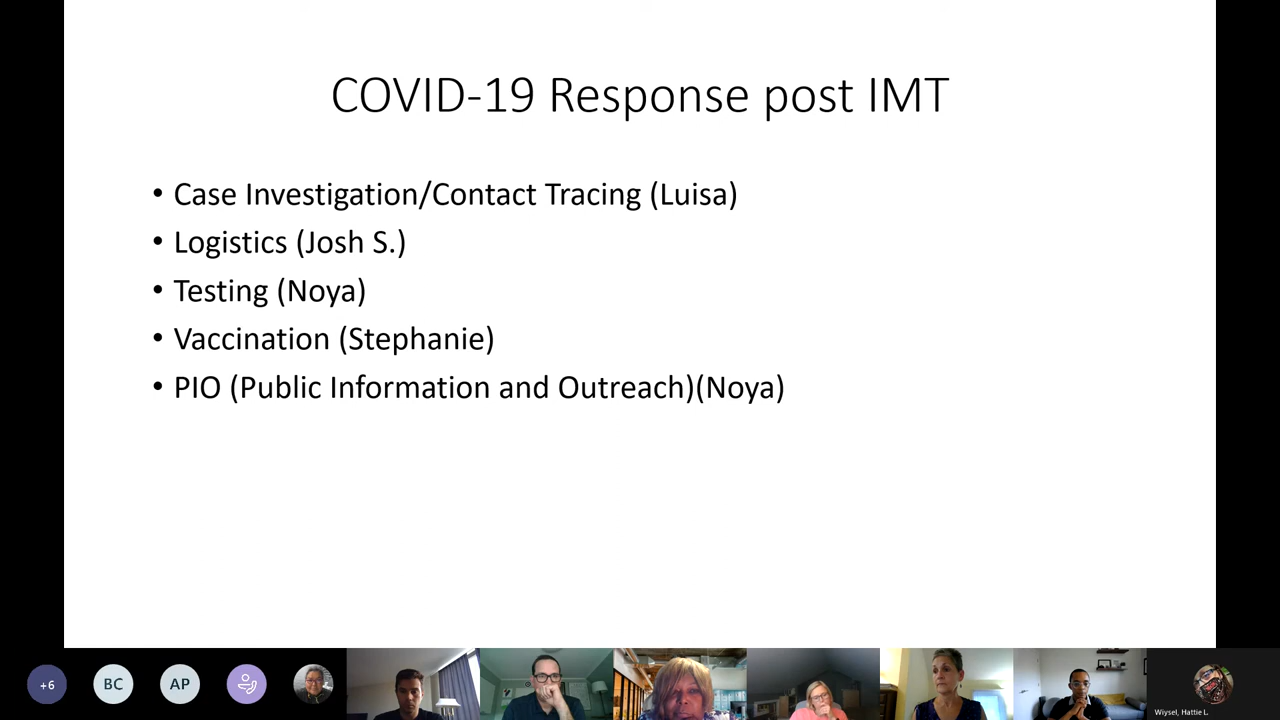 COVID-19 Response post IMT
• Case Investigation/Contact Tracing (Luisa)
• Logistics (Josh S.)
• Testing (Noya)
• Vaccination (Stephanie)
• PIO (Public Information and Outreach)(Noya)
+6
BC
AP
Wiysel, Hattie L.